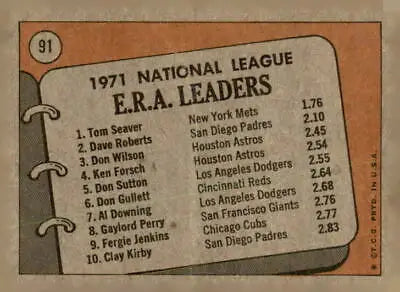 91
1971 NATIONAL LEAGUE
E.R.A. LEADERS
1. Tom Seaver New York Mets 1.76
2. Dave Roberts San Diego Padres 2.10
3. Don Wilson Houston Astros 2.45
4. Ken Forsch Houston Astros 2.54
5. Don Sutton Los Angeles Dodgers 2.55
6. Don Gullett Cincinnati Reds 2.64
7. Al Downing Los Angeles Dodgers 2.68
8. Gaylord Perry San Francisco Giants 2.76
9. Fergie Jenkins Chicago Cubs 2.77
10. Clay Kirby San Diego Padres 2.83
© T.C.G. PRTD. IN U.S.A.